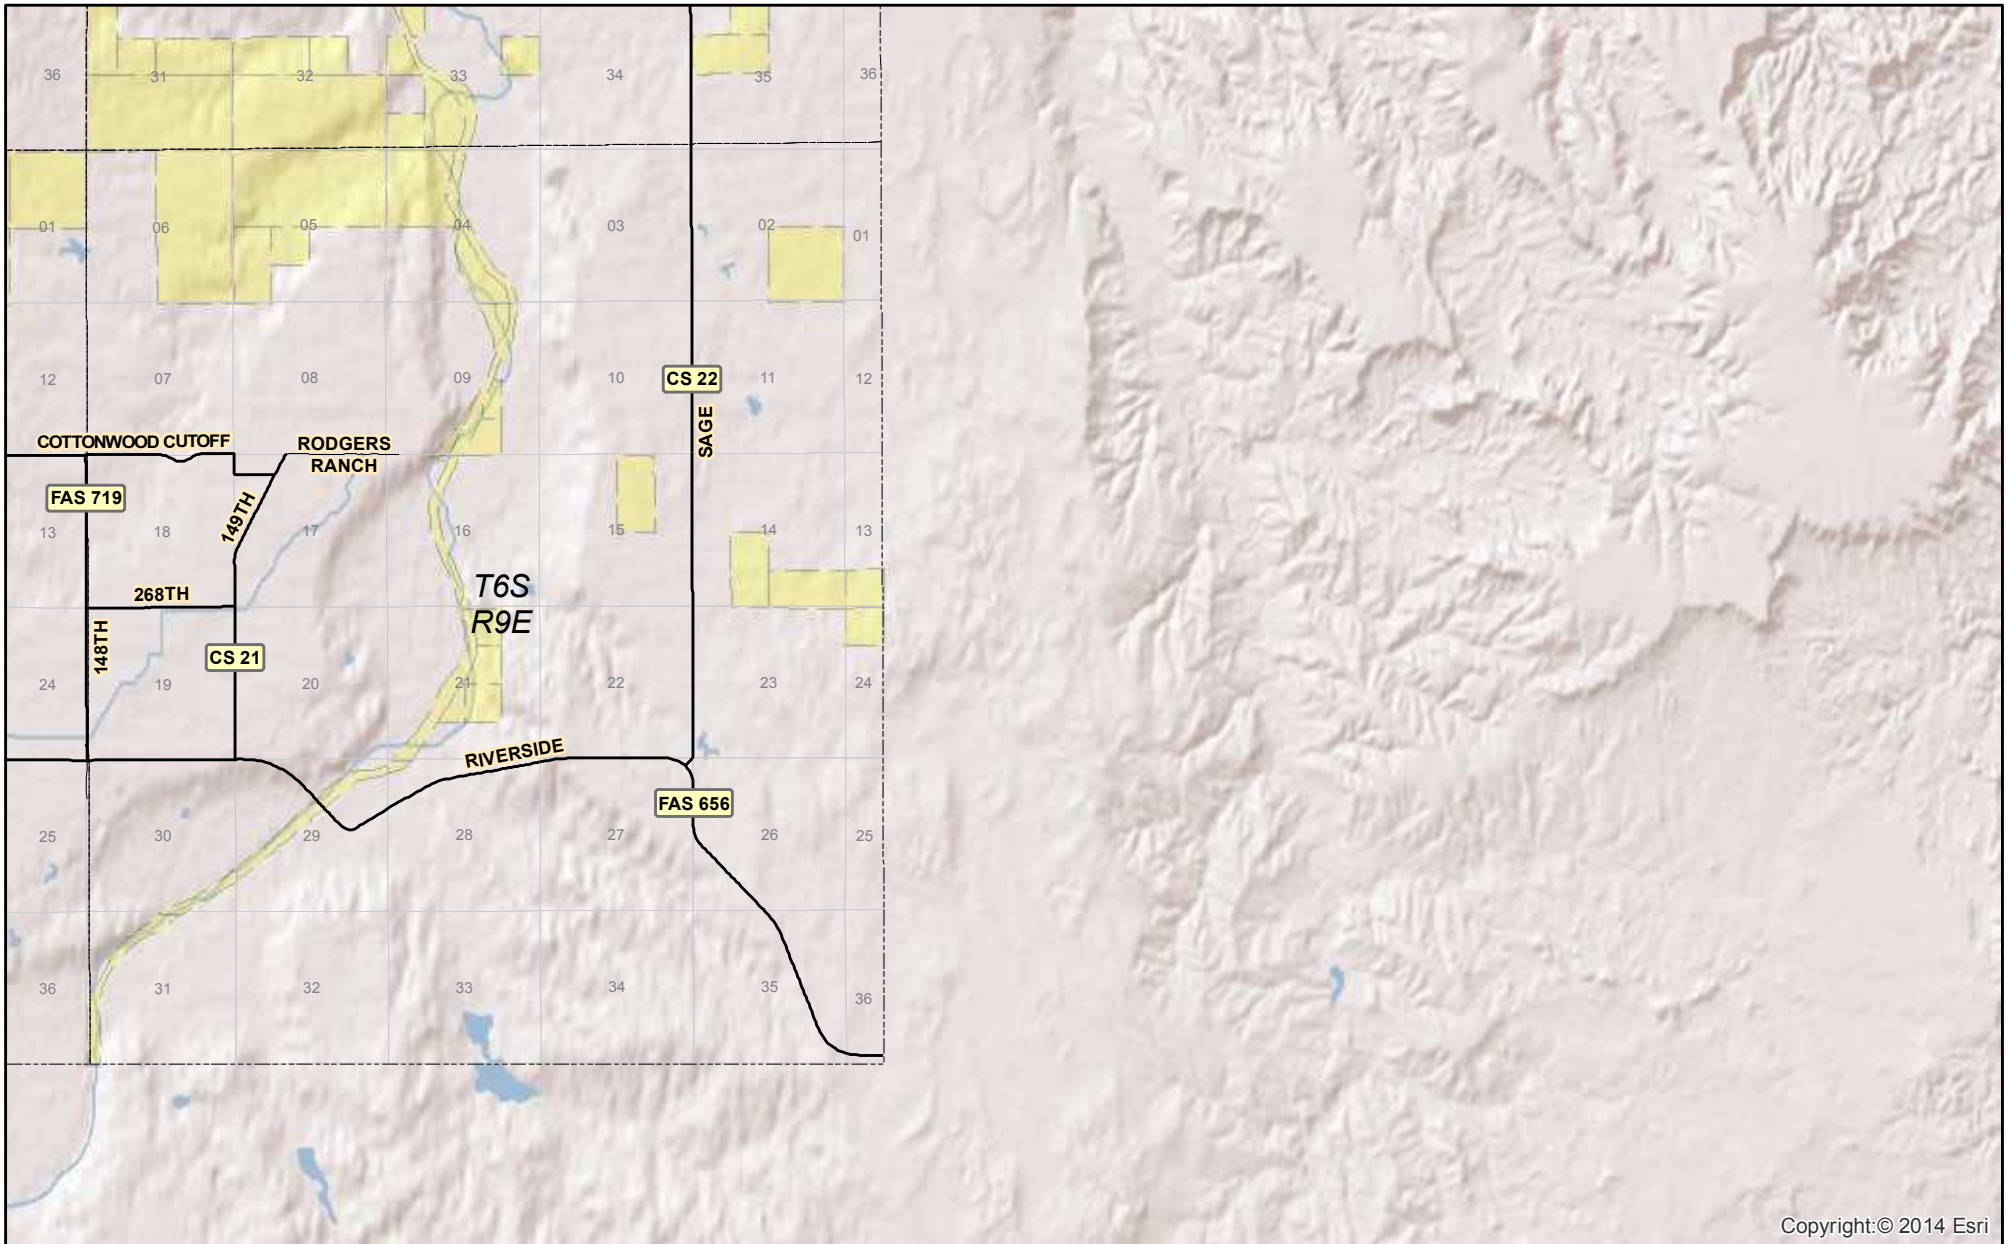 36 31 32 33 34 35 36
01 06 05 04 03 02 01
12 07 08 09 10 CS 22 11 12
SAGE
COTTONWOOD CUTOFF
RODGERS
RANCH
FAS 719
149TH
13 18 17 16 15 14 13
T6S
R9E
268TH
148TH
CS 21
24 19 20 21 22 23 24
RIVERSIDE
FAS 656
25 30 29 28 27 26 25
36 31 32 33 34 35 36
Copyright:© 2014 Esri